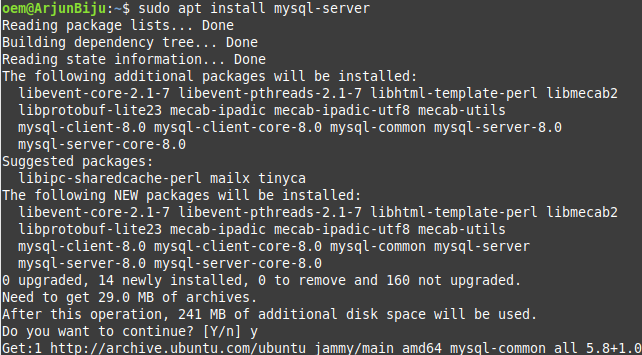 oem@ArjunBiju:~$ sudo apt install mysql-server
Reading package lists... Done
Building dependency tree... Done
Reading state information... Done
The following additional packages will be installed:
  libevent-core-2.1-7 libevent-pthreads-2.1-7 libhtml-template-perl libmecab2
  libprotobuf-lite23 mecab-ipadic mecab-ipadic-utf8 mecab-utils
  mysql-client-8.0 mysql-client-core-8.0 mysql-common mysql-server-8.0
  mysql-server-core-8.0
Suggested packages:
  libipc-sharedcache-perl mailx tinyca
The following NEW packages will be installed:
  libevent-core-2.1-7 libevent-pthreads-2.1-7 libhtml-template-perl libmecab2
  libprotobuf-lite23 mecab-ipadic mecab-ipadic-utf8 mecab-utils
  mysql-client-8.0 mysql-client-core-8.0 mysql-common mysql-server
  mysql-server-8.0 mysql-server-core-8.0
0 upgraded, 14 newly installed, 0 to remove and 160 not upgraded.
Need to get 29.0 MB of archives.
After this operation, 241 MB of additional disk space will be used.
Do you want to continue? [Y/n] y
Get:1 http://archive.ubuntu.com/ubuntu jammy/main amd64 mysql-common all 5.8+1.0